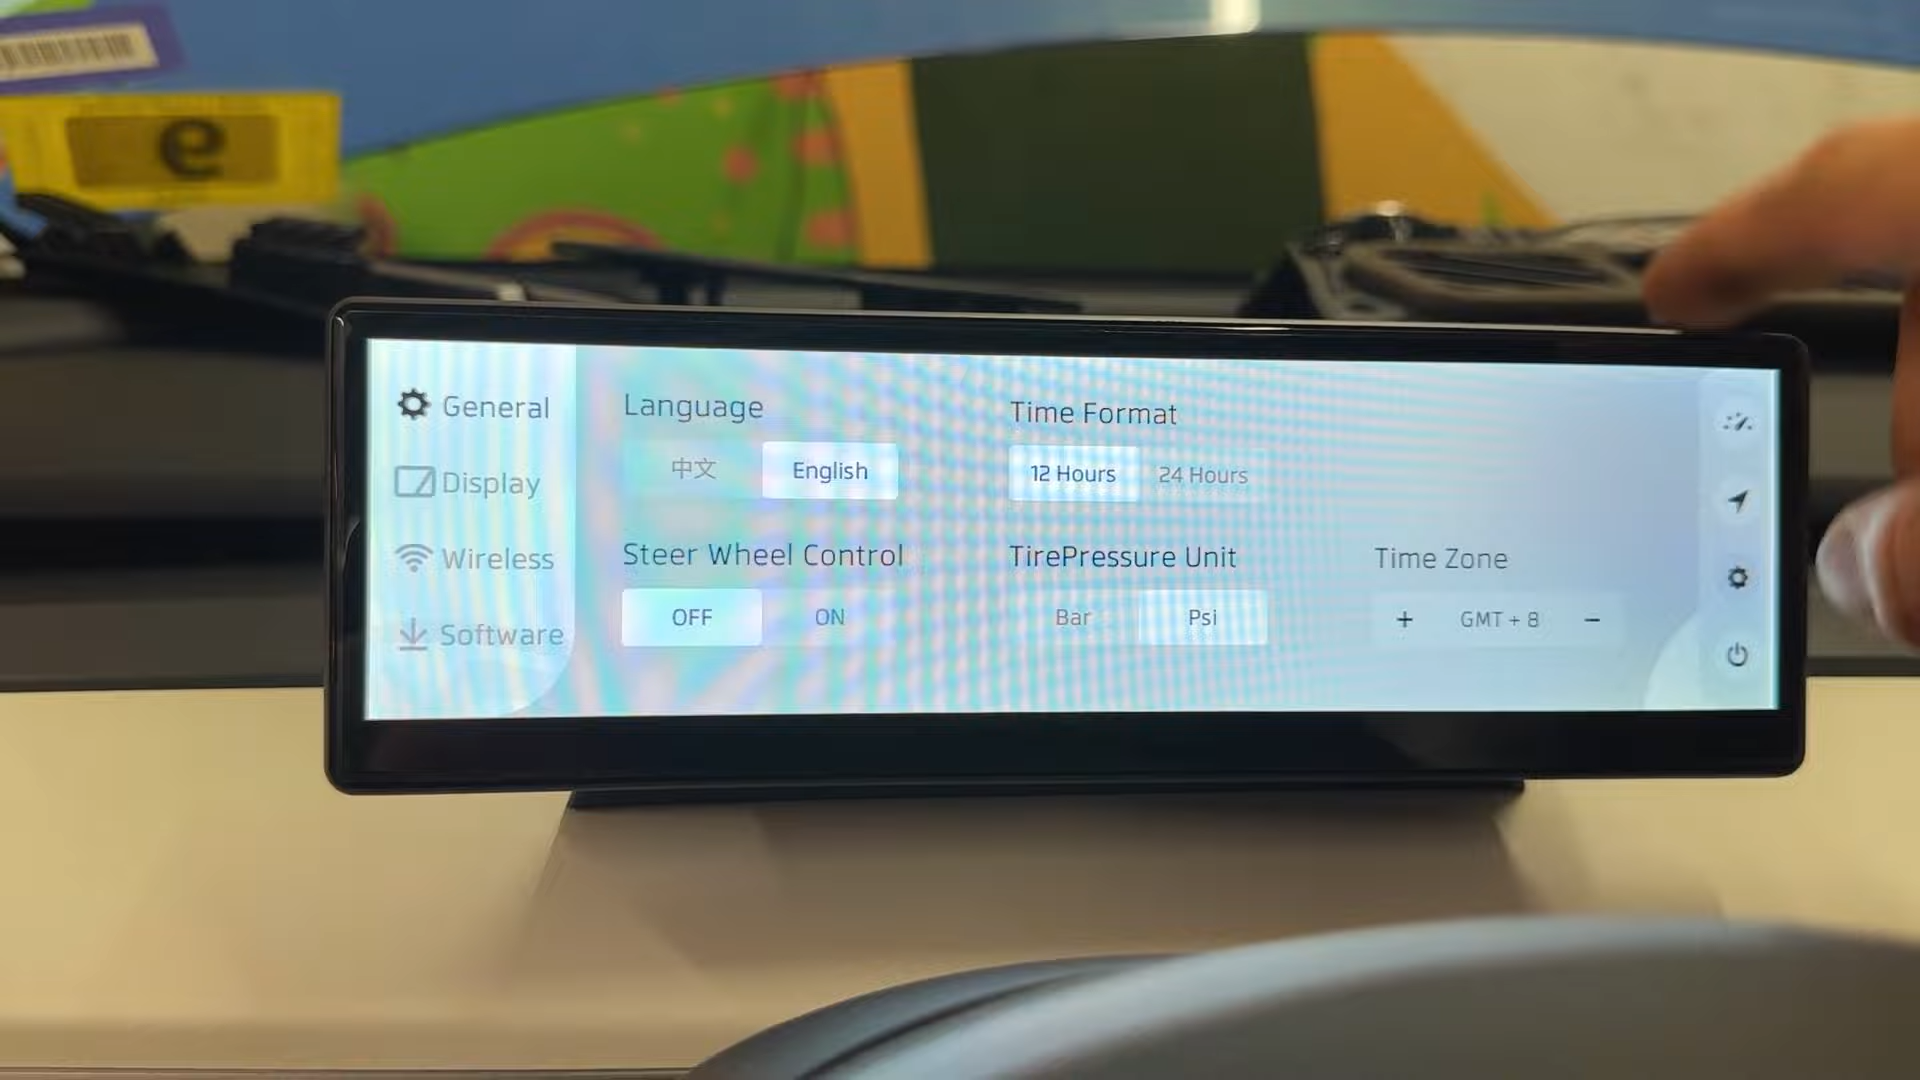 General
Display
Wireless
Software
Language
中文 English
Time Format
12 Hours 24 Hours
Steer Wheel Control
OFF ON
TirePressure Unit
Bar Psi
Time Zone
+ GMT + 8 −